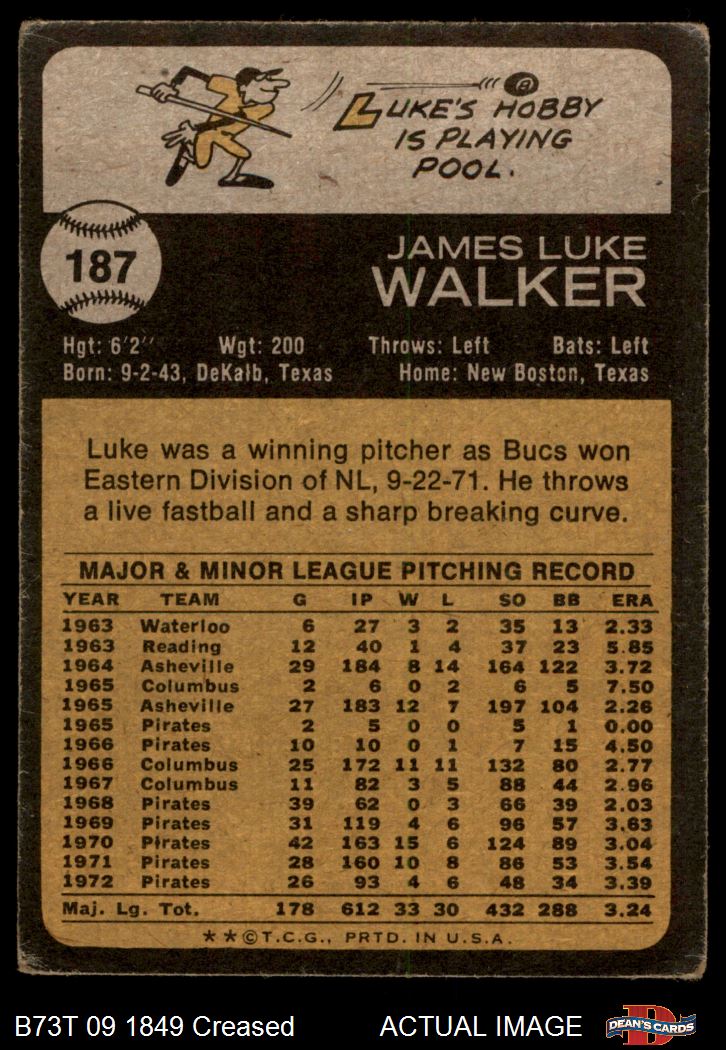 LUKE'S HOBBY
IS PLAYING
POOL.
8
187
JAMES LUKE
WALKER
Hgt: 6'2" Wgt: 200 Throws: Left Bats: Left
Born: 9-2-43, DeKalb, Texas Home: New Boston, Texas
Luke was a winning pitcher as Bucs won
Eastern Division of NL, 9-22-71. He throws
a live fastball and a sharp breaking curve.
MAJOR & MINOR LEAGUE PITCHING RECORD
YEAR TEAM G IP W L SO BB ERA
1963 Waterloo 6 27 3 2 35 13 2.33
1963 Reading 12 40 1 4 37 23 5.85
1964 Asheville 29 184 8 14 164 122 3.72
1965 Columbus 2 6 0 2 6 5 7.50
1965 Asheville 27 183 12 7 197 104 2.26
1965 Pirates 2 5 0 0 5 1 0.00
1966 Pirates 10 10 0 1 7 15 4.50
1966 Columbus 25 172 11 11 132 80 2.77
1967 Columbus 11 82 3 5 88 44 2.96
1968 Pirates 39 62 0 3 66 39 2.03
1969 Pirates 31 119 4 6 96 57 3.63
1970 Pirates 42 163 15 6 124 89 3.04
1971 Pirates 28 160 10 8 86 53 3.54
1972 Pirates 26 93 4 6 48 34 3.39
Maj. Lg. Tot. 178 612 33 30 432 288 3.24
**©T.C.G., PRTD. IN U.S.A.
B73T 09 1849 Creased ACTUAL IMAGE
D
DEAN'S CARDS